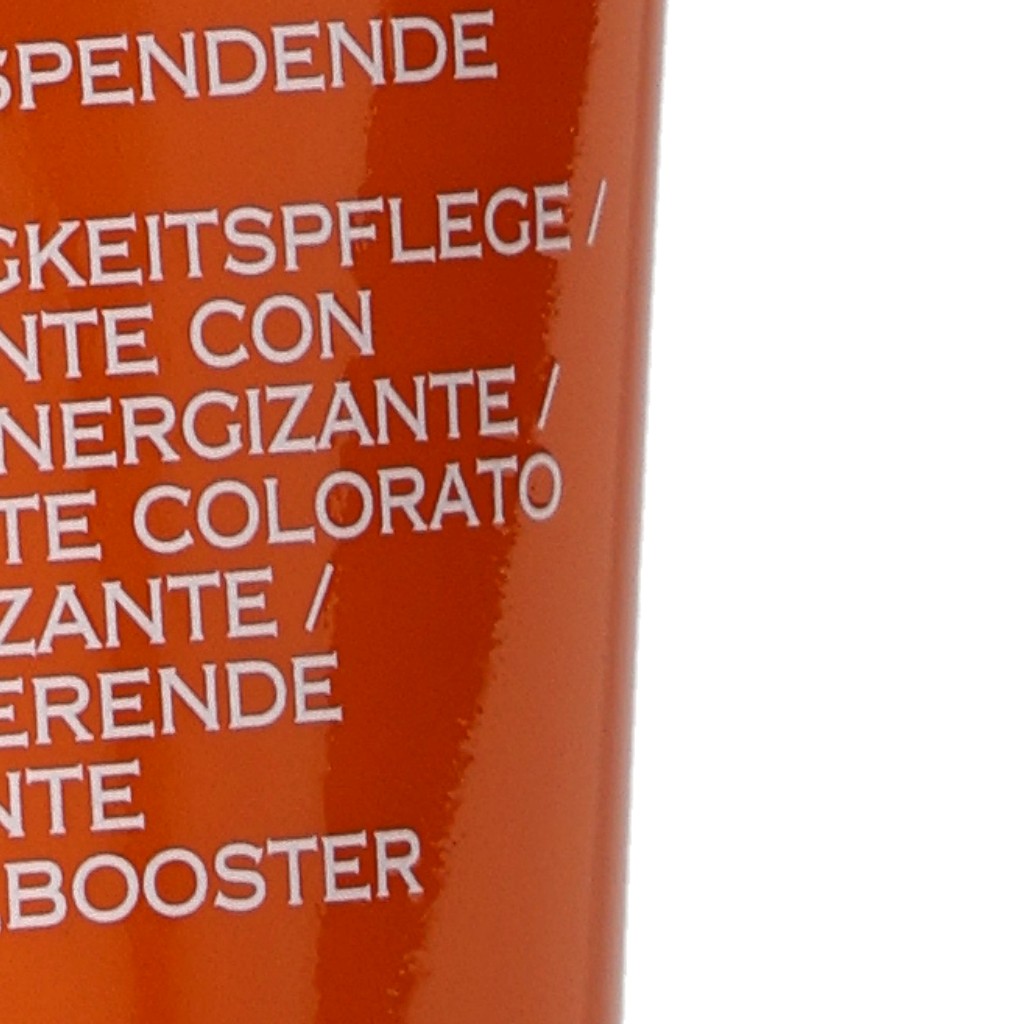 SPENDENDE
GKEITSPFLEGE /
NTE CON
NERGIZANTE /
TE COLORATO
ZANTE /
ERENDE
NTE
BOOSTER